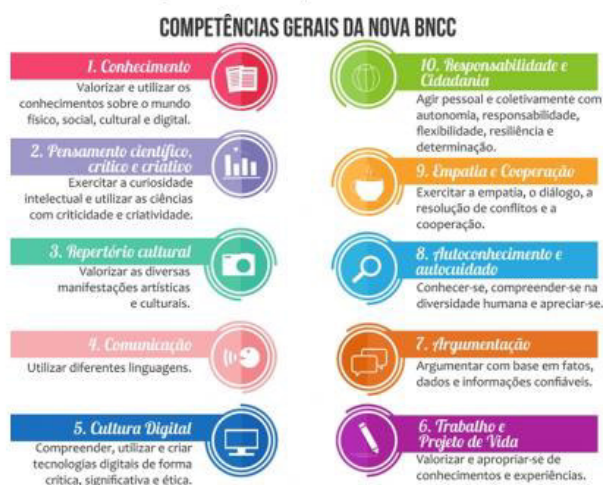 COMPETÊNCIAS GERAIS DA NOVA BNCC
1. Conhecimento
Valorizar e utilizar os
conhecimentos sobre o mundo
físico, social, cultural e digital.
2. Pensamento científico,
crítico e criativo
Exercitar a curiosidade
intelectual e utilizar as ciências
com criticidade e criatividade.
3. Repertório cultural
Valorizar as diversas
manifestações artísticas
e culturais.
4. Comunicação
Utilizar diferentes linguagens.
5. Cultura Digital
Compreender, utilizar e criar
tecnologias digitais de forma
crítica, significativa e ética.
10. Responsabilidade e
Cidadania
Agir pessoal e coletivamente com
autonomia, responsabilidade,
flexibilidade, resiliência e
determinação.
9. Empatia e Cooperação
Exercitar a empatia, o diálogo, a
resolução de conflitos e a
cooperação.
8. Autoconhecimento e
autocuidado
Conhecer-se, compreender-se na
diversidade humana e apreciar-se.
7. Argumentação
Argumentar com base em fatos,
dados e informações confiáveis.
6. Trabalho e
Projeto de Vida
Valorizar e apropriar-se de
conhecimentos e experiências.